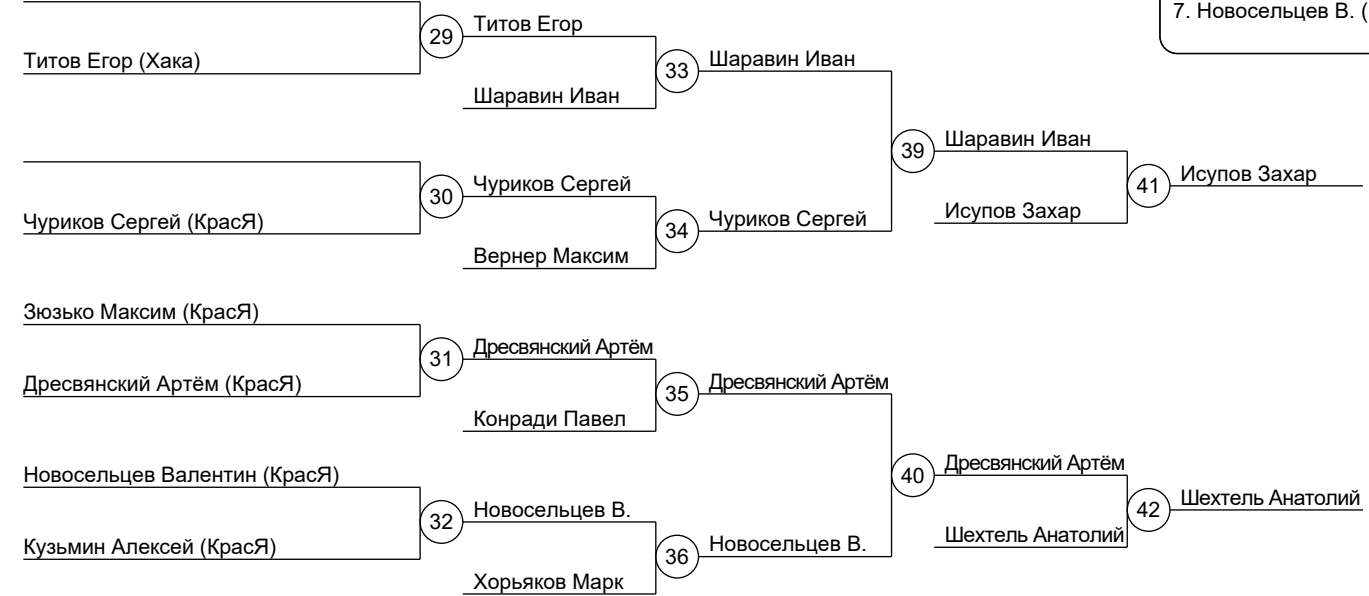 7. Новосельцев В. (
Титов Егор (Хака)
29
Титов Егор
Шаравин Иван
33
Шаравин Иван
Чуриков Сергей (КрасЯ)
30
Чуриков Сергей
Вернер Максим
34
Чуриков Сергей
39
Шаравин Иван
Исупов Захар
41
Исупов Захар
Зюзько Максим (КрасЯ)
Дресвянский Артём (КрасЯ)
31
Дресвянский Артём
Конради Павел
35
Дресвянский Артём
Новосельцев Валентин (КрасЯ)
Кузьмин Алексей (КрасЯ)
32
Новосельцев В.
Хорьяков Марк
36
Новосельцев В.
40
Дресвянский Артём
Шехтель Анатолий
42
Шехтель Анатолий